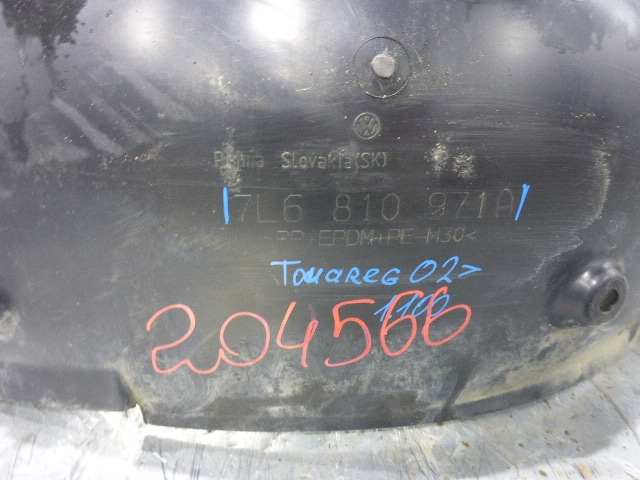 Slovakia(SK)
7L6 810 971A
PP+EPDM+PE-M30<
Touareg 02>
1100
204566